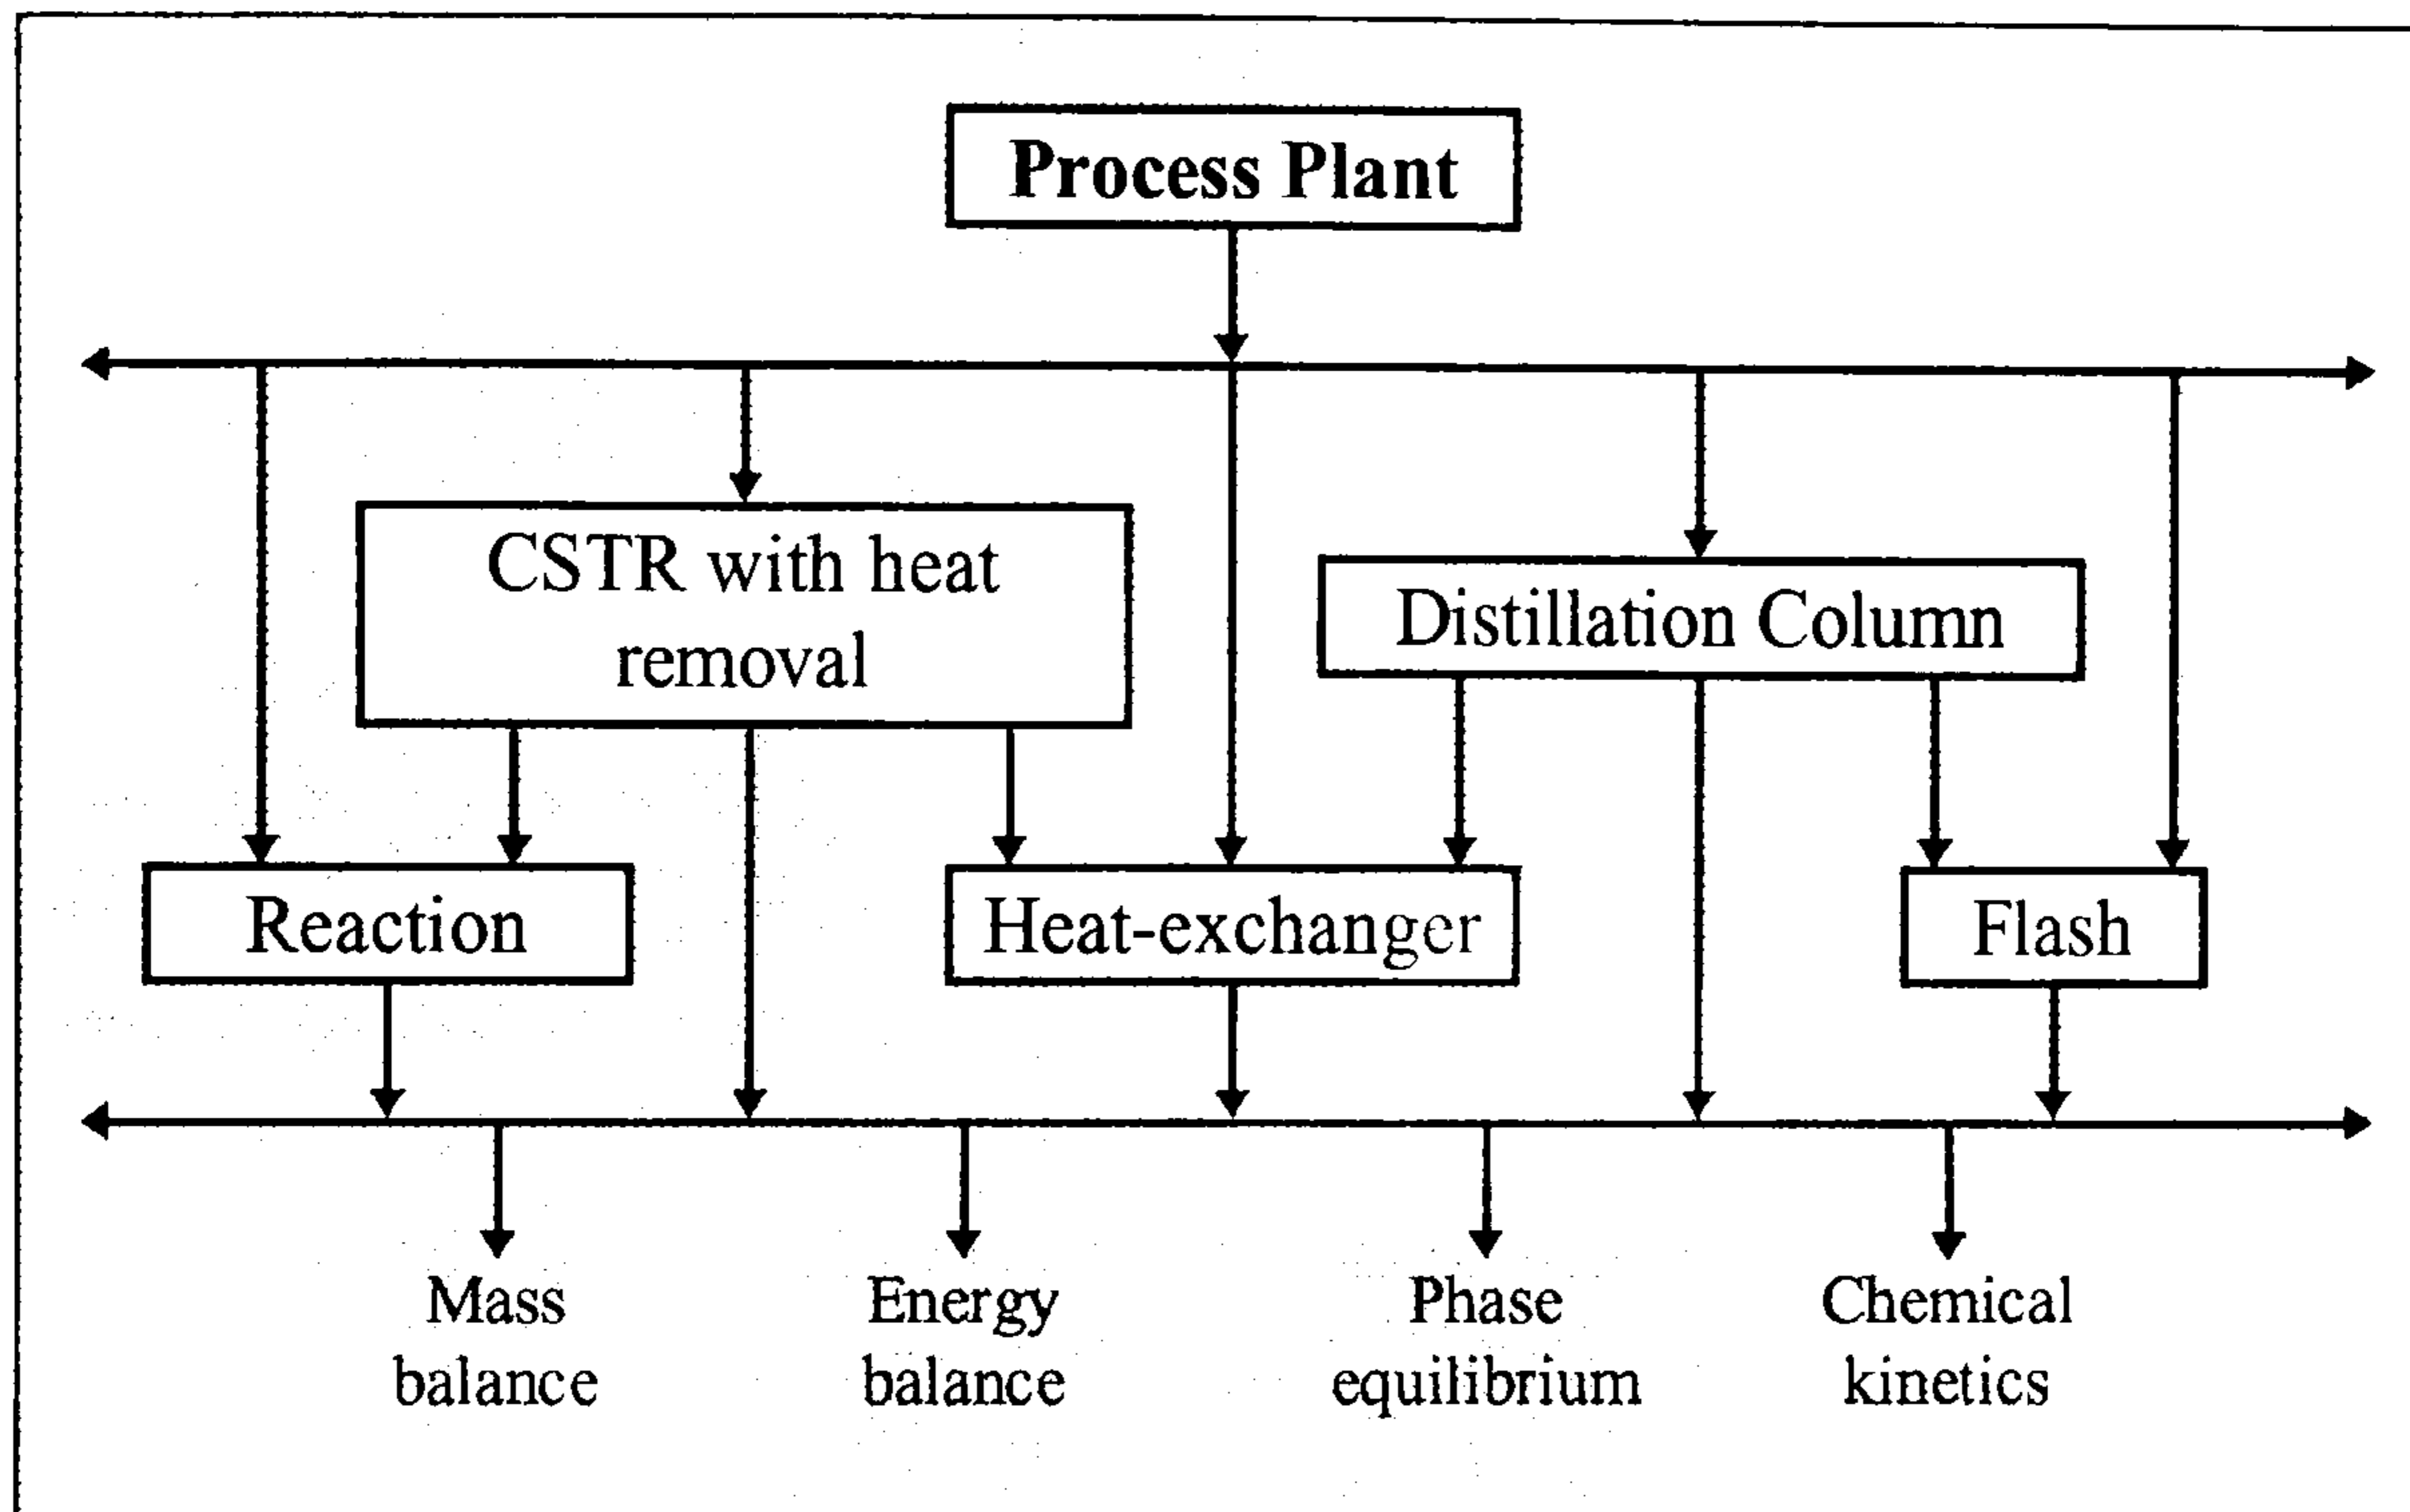 Process Plant
CSTR with heat
removal
Distillation Column
Reaction
Heat-exchanger
Flash
Mass
balance
Energy
balance
Phase
equilibrium
Chemical
kinetics